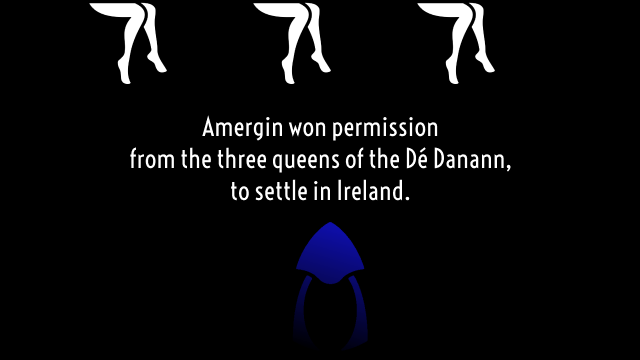 Amergin won permission
from the three queens of the Dé Danann,
to settle in Ireland.